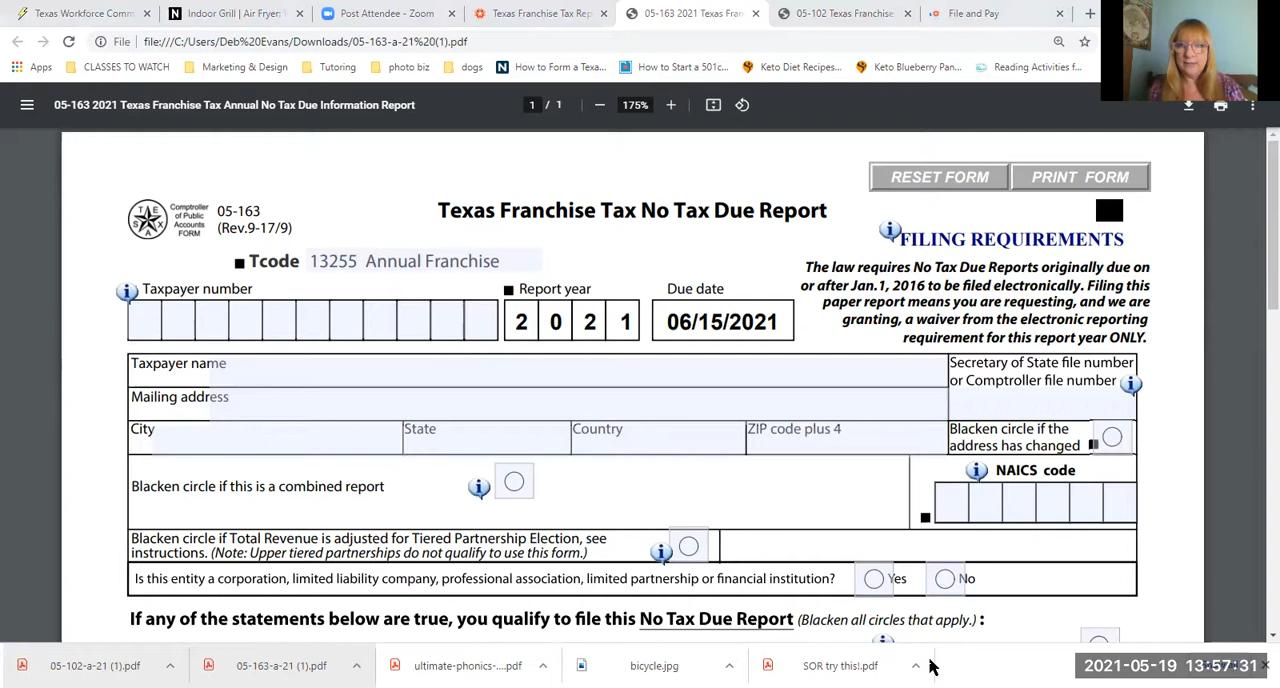 Texas Workforce Comm
Indoor Grill | Air Fryer;
Post Attendee - Zoom
Texas Franchise Tax Rep
05-163 2021 Texas Fran
05-102 Texas Franchise
File and Pay
File file:///C:/Users/Deb%20Evans/Downloads/05-163-a-21%20(1).pdf
Apps CLASSES TO WATCH Marketing & Design Tutoring photo biz dogs How to Form a Texa... How to Start a 501c... Keto Diet Recipes... Keto Blueberry Pan... Reading Activities f...
05-163 2021 Texas Franchise Tax Annual No Tax Due Information Report 1 / 1 175%
RESET FORM PRINT FORM
Comptroller
of Public
Accounts
FORM
05-163
(Rev.9-17/9)
Texas Franchise Tax No Tax Due Report
FILING REQUIREMENTS
Tcode 13255 Annual Franchise
The law requires No Tax Due Reports originally due on
or after Jan.1, 2016 to be filed electronically. Filing this
paper report means you are requesting, and we are
granting, a waiver from the electronic reporting
requirement for this report year ONLY.
Taxpayer number Report year Due date
2 0 2 1 06/15/2021
Taxpayer name
Secretary of State file number
or Comptroller file number
Mailing address
City State Country ZIP code plus 4
Blacken circle if the
address has changed
Blacken circle if this is a combined report
NAICS code
Blacken circle if Total Revenue is adjusted for Tiered Partnership Election, see
instructions. (Note: Upper tiered partnerships do not qualify to use this form.)
Is this entity a corporation, limited liability company, professional association, limited partnership or financial institution? Yes No
If any of the statements below are true, you qualify to file this No Tax Due Report (Blacken all circles that apply.) :
05-102-a-21 (1).pdf 05-163-a-21 (1).pdf ultimate-phonics-....pdf bicycle.jpg SOR try this!.pdf
2021-05-19 13:57:31